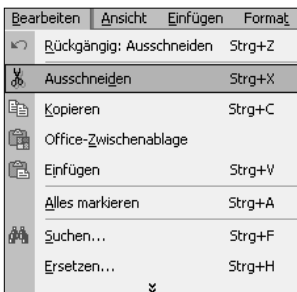 Bearbeiten Ansicht Einfügen Format
Rückgängig: Ausschneiden Strg+Z
Ausschneiden Strg+X
Kopieren Strg+C
Office-Zwischenablage
Einfügen Strg+V
Alles markieren Strg+A
Suchen... Strg+F
Ersetzen... Strg+H